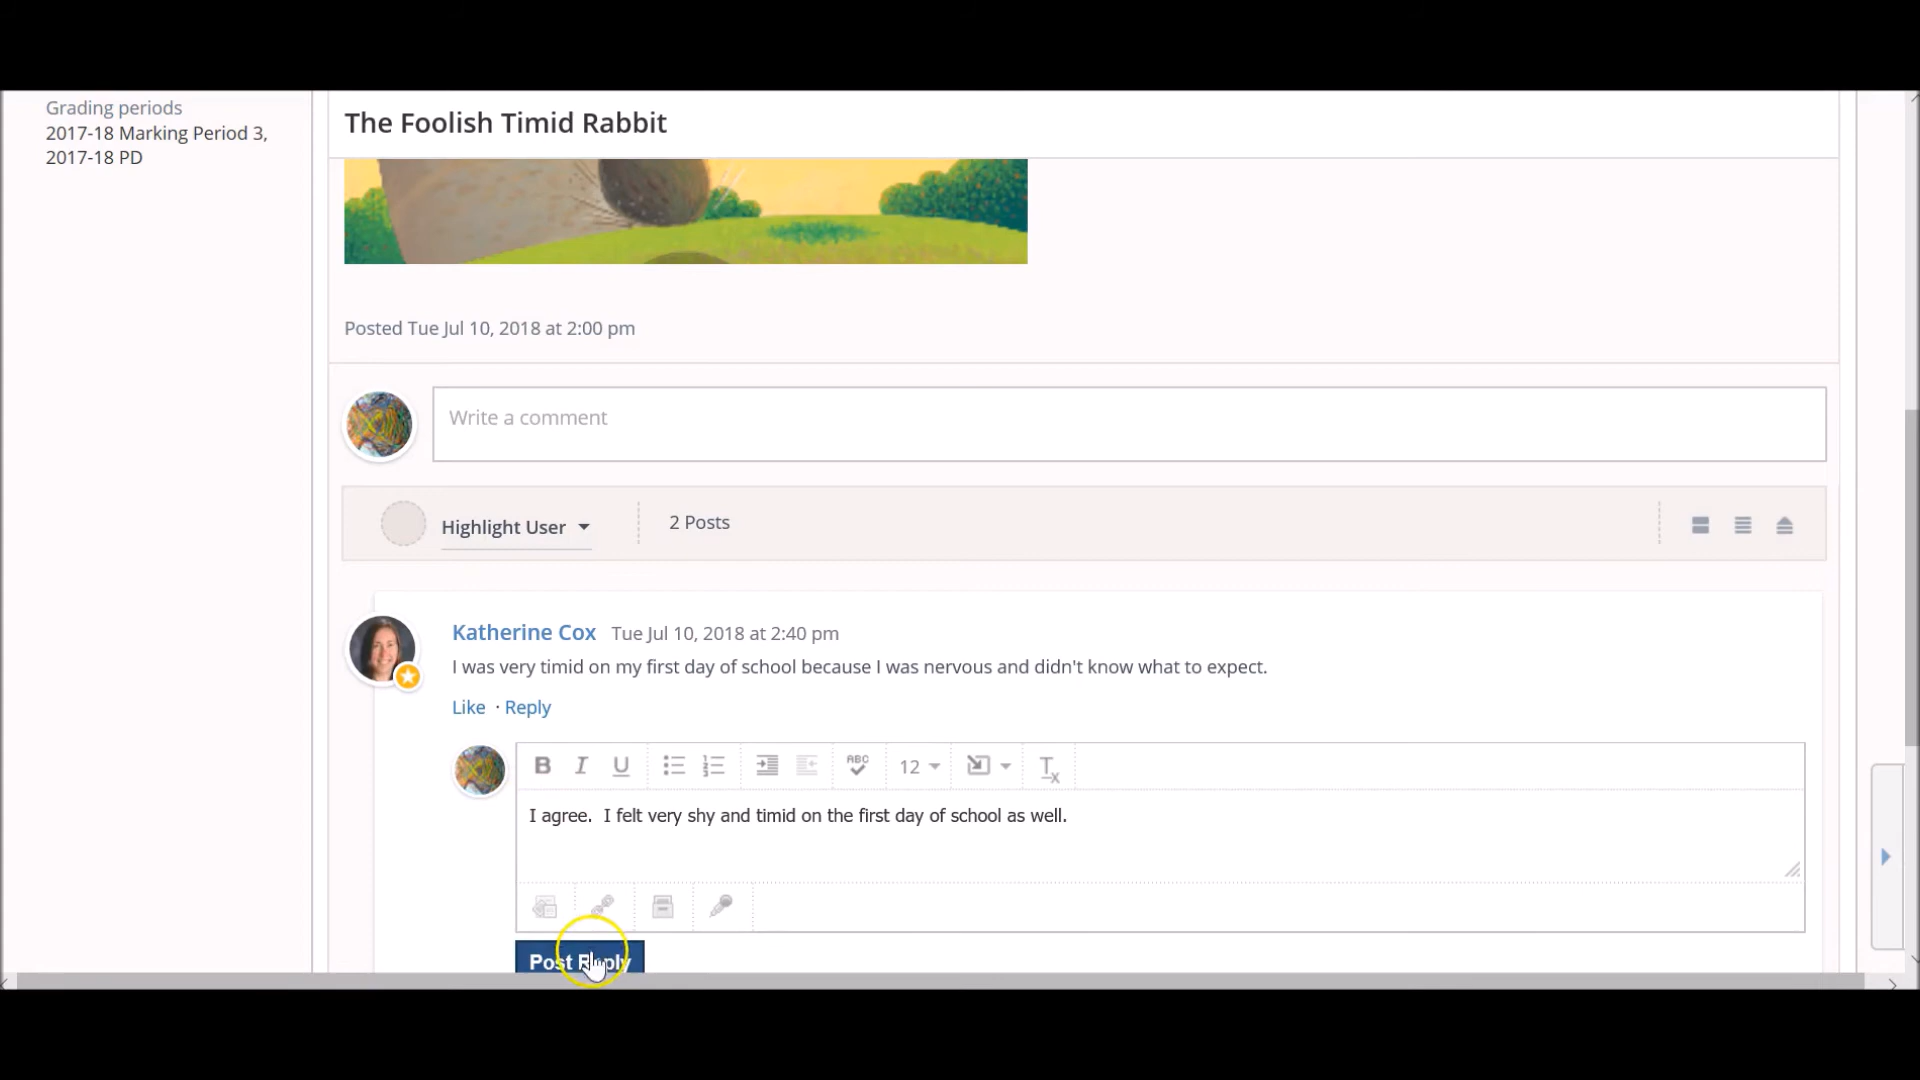 Grading periods
2017-18 Marking Period 3,
2017-18 PD
The Foolish Timid Rabbit
Posted Tue Jul 10, 2018 at 2:00 pm
Write a comment
Highlight User
2 Posts
Katherine Cox Tue Jul 10, 2018 at 2:40 pm
I was very timid on my first day of school because I was nervous and didn't know what to expect.
Like · Reply
B I U ABC 12 Tx
I agree.  I felt very shy and timid on the first day of school as well.
Post Reply